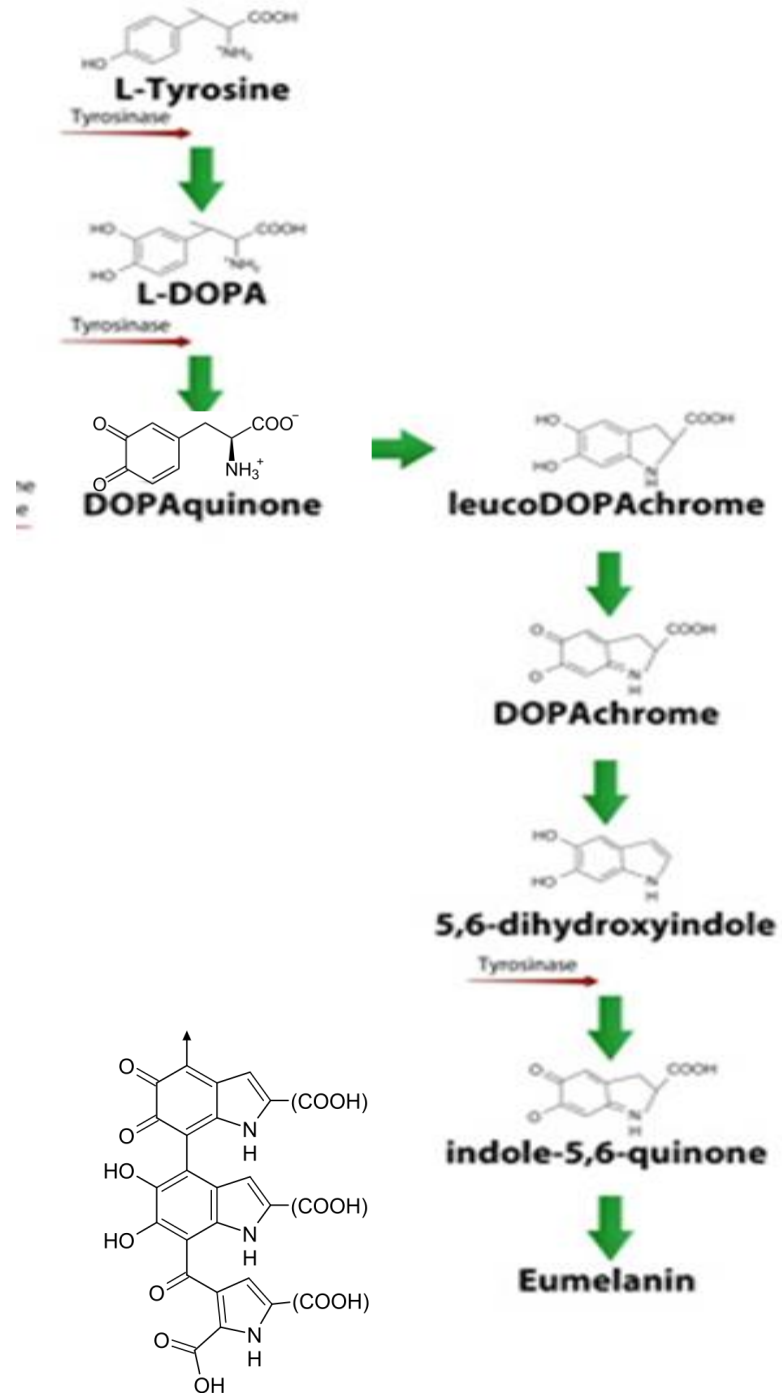 COOH
HO
NH₂
L-Tyrosine
Tyrosinase
HO
COOH
HO
NH₂
L-DOPA
Tyrosinase
O
O
COO⁻
NH₃⁺
DOPAquinone
HO
COOH
HO
N
H
leucoDOPAchrome
O
COOH
O
N
H
DOPAchrome
HO
HO
N
H
5,6-dihydroxyindole
Tyrosinase
O
COOH
O
N
H
indole-5,6-quinone
Eumelanin
O
O
(COOH)
N
H
HO
(COOH)
HO
N
H
O
(COOH)
O
N
H
OH